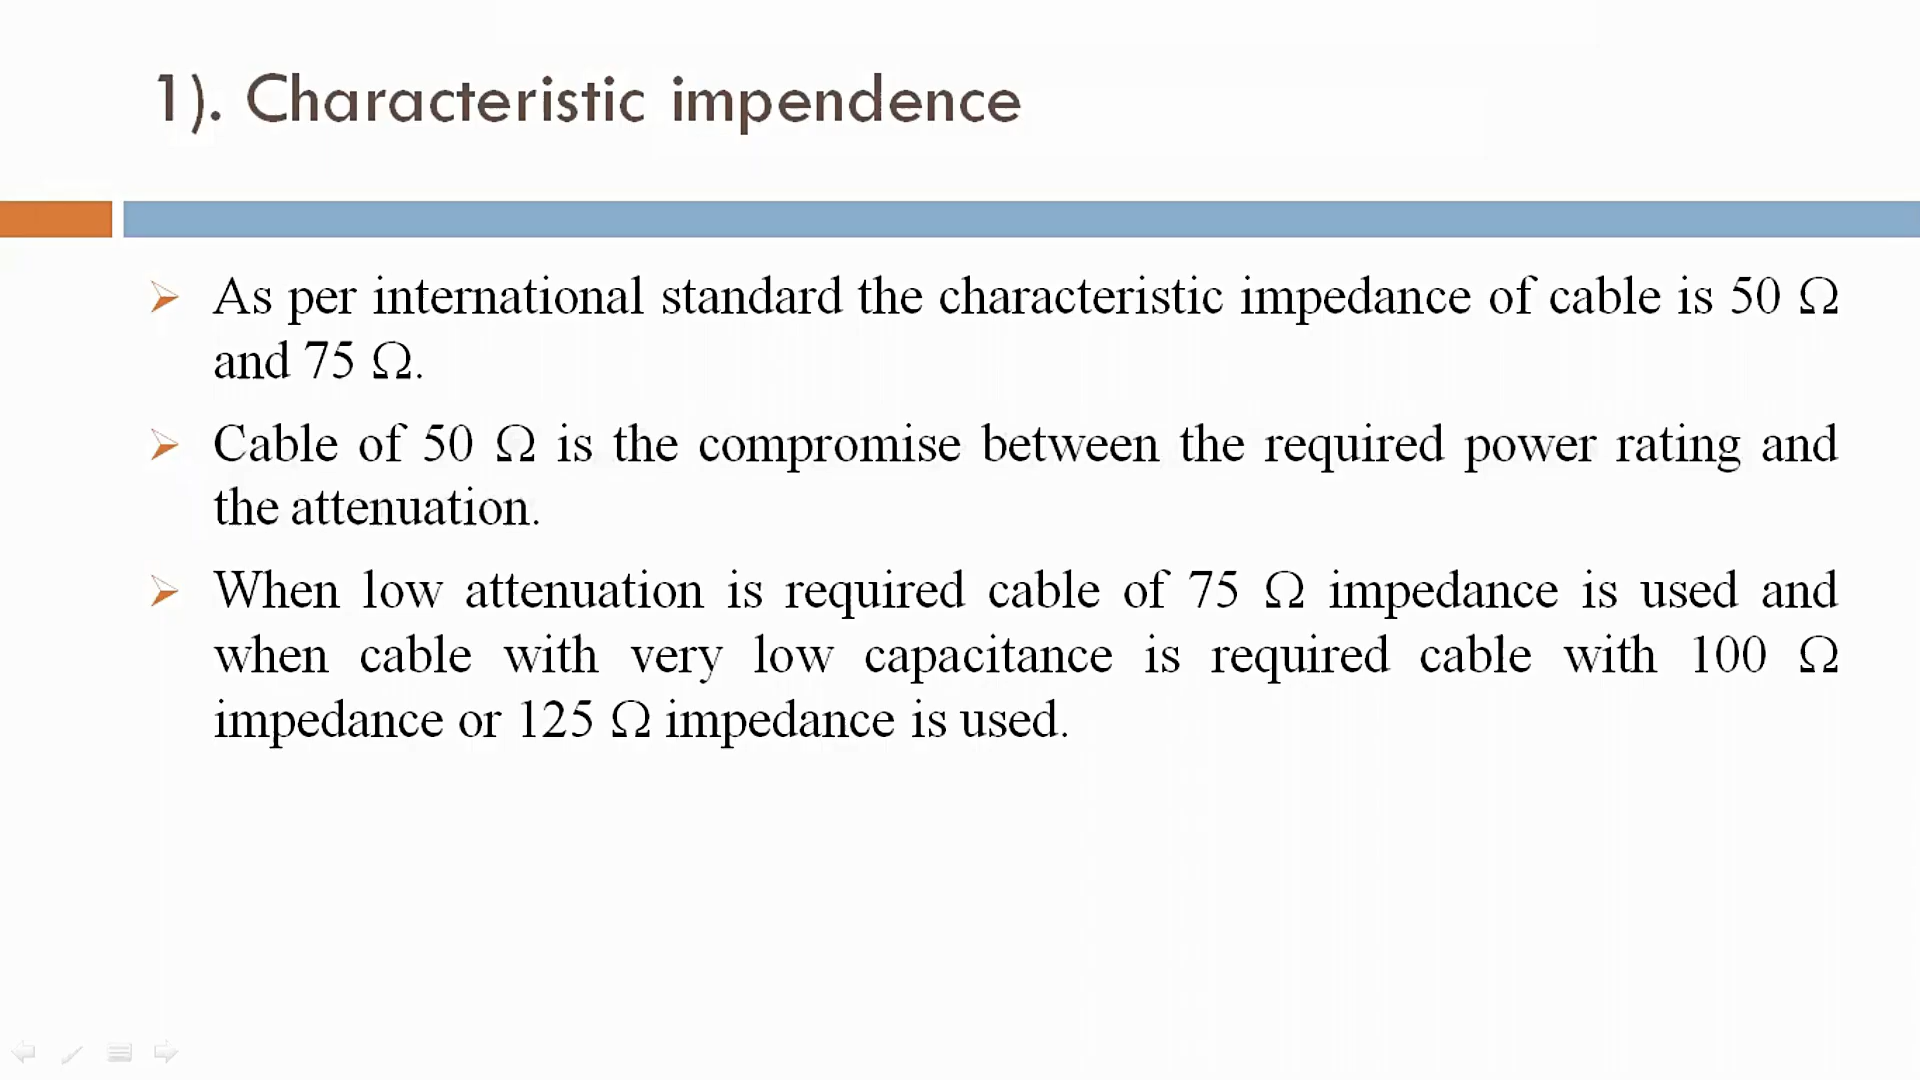 1). Characteristic impendence
As per international standard the characteristic impedance of cable is 50 Ω
and 75 Ω.
Cable of 50 Ω is the compromise between the required power rating and
the attenuation.
When low attenuation is required cable of 75 Ω impedance is used and
when cable with very low capacitance is required cable with 100 Ω
impedance or 125 Ω impedance is used.